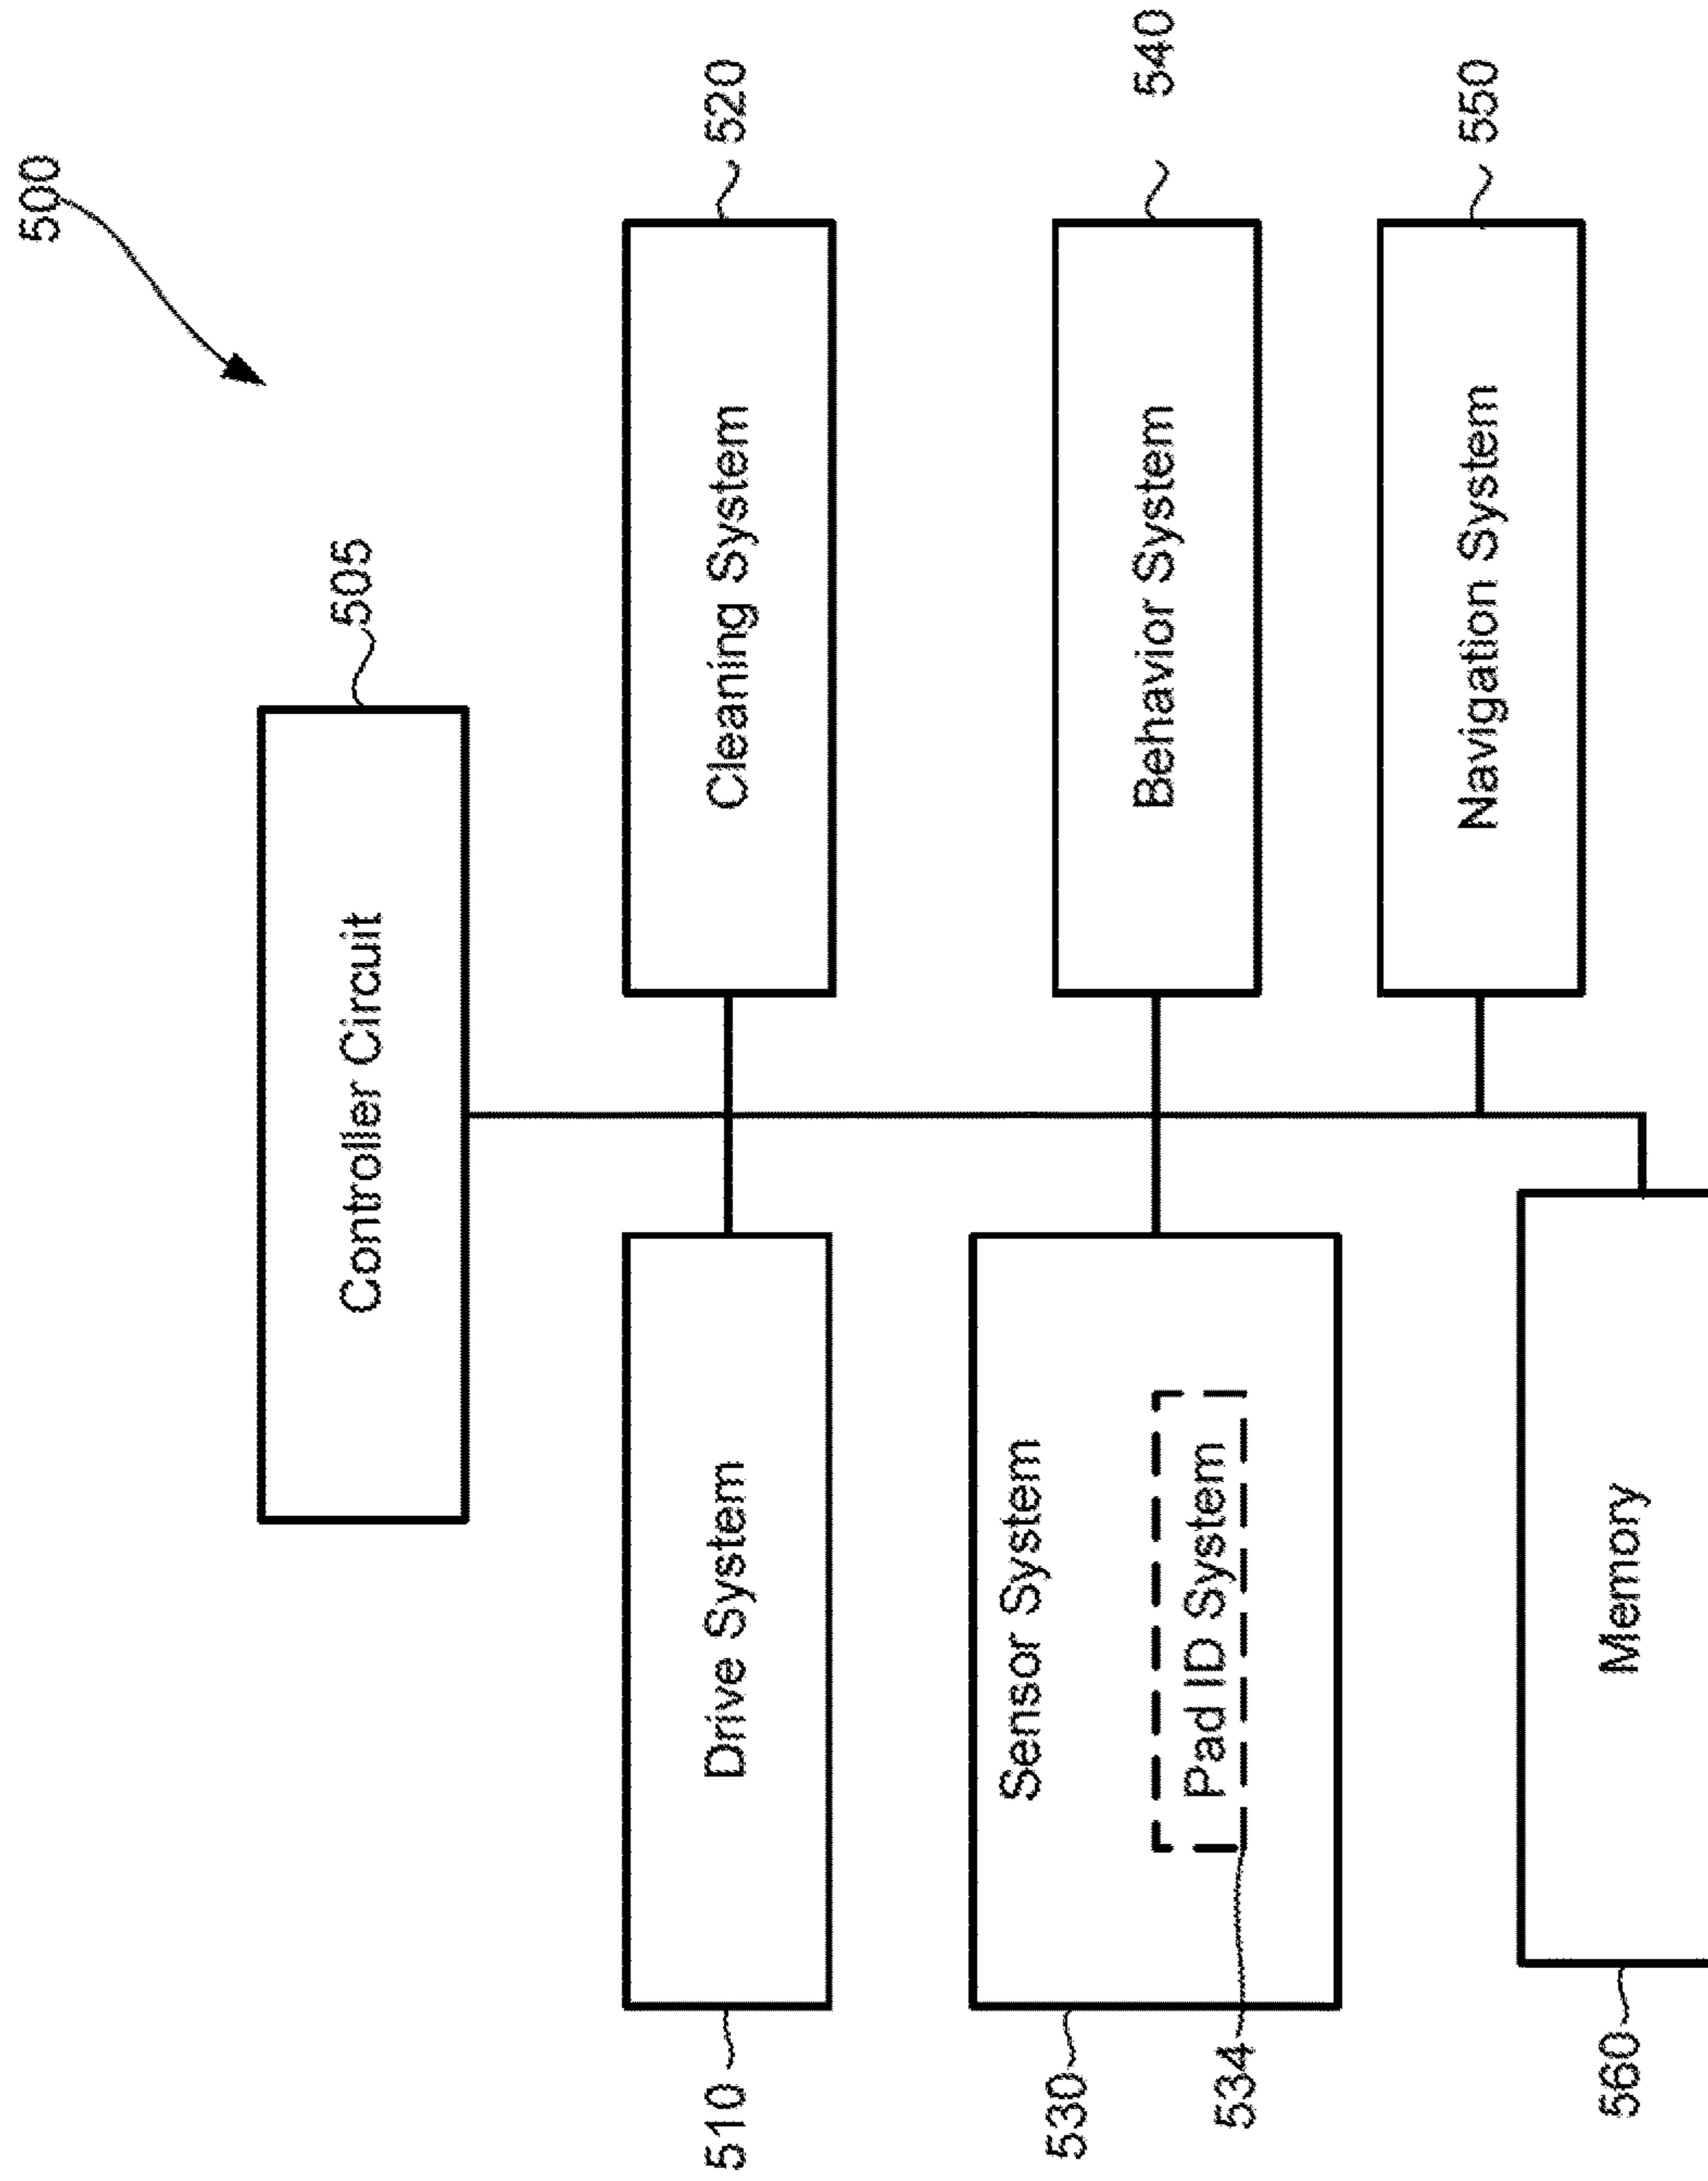 500
Controller Circuit
505
Drive System
510
Cleaning System
520
Sensor System
530
Pad ID System
534
Behavior System
540
Navigation System
550
Memory
560